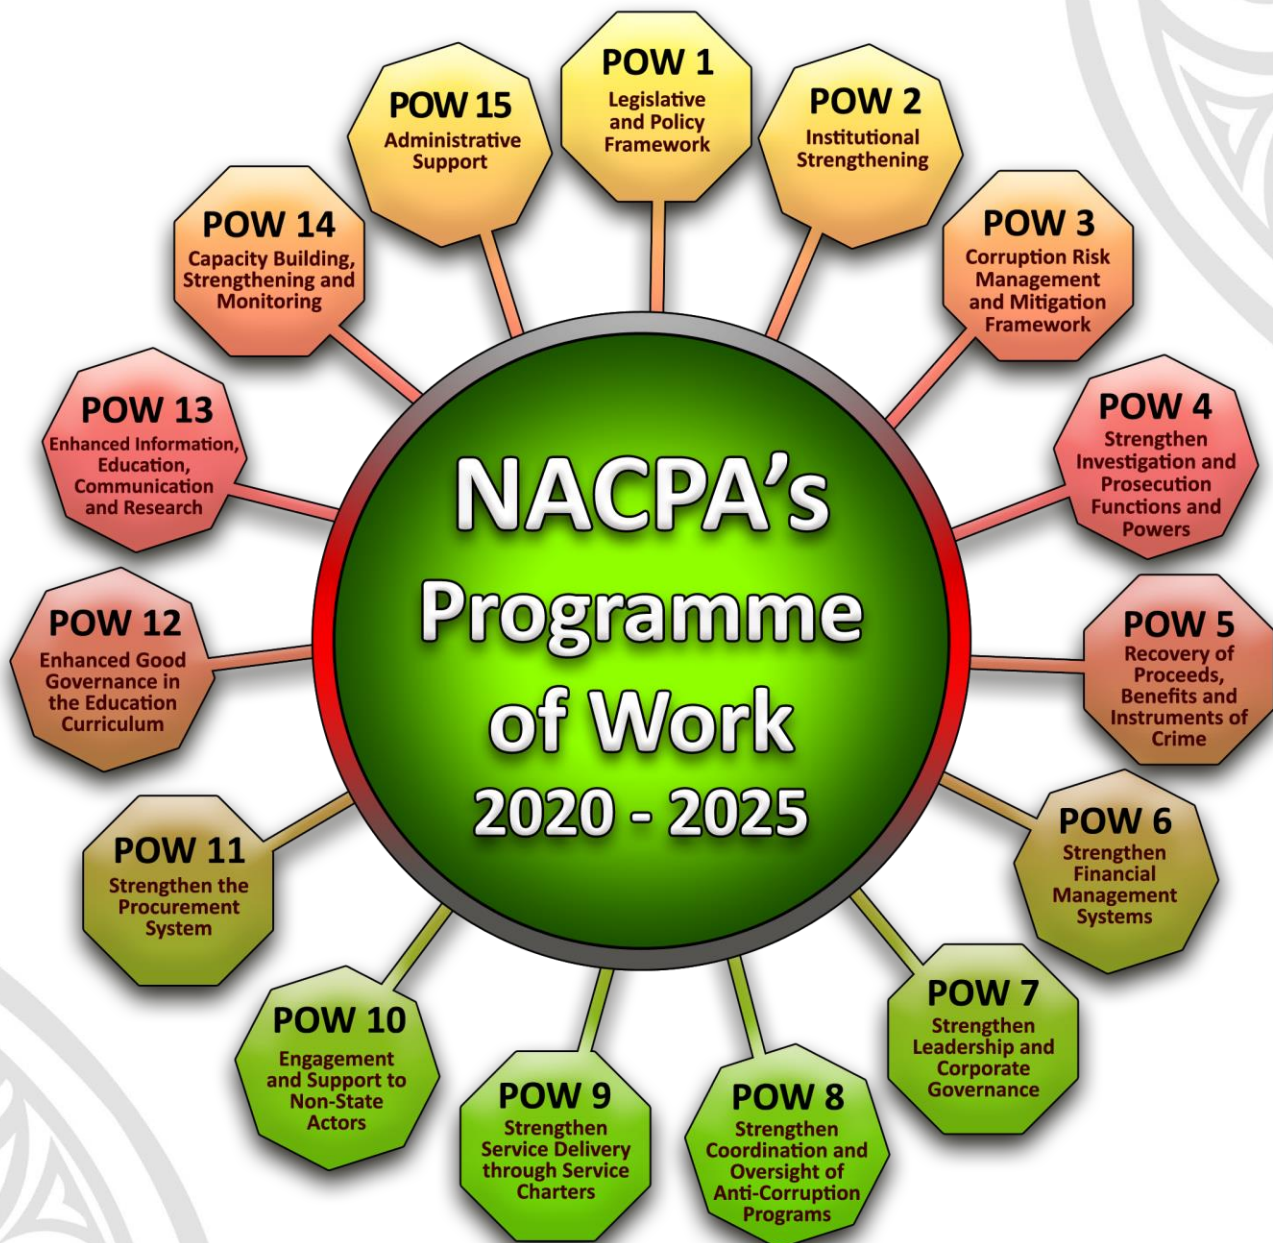 NACPA's
Programme
of Work
2020 - 2025
POW 1
Legislative
and Policy
Framework
POW 2
Institutional
Strengthening
POW 3
Corruption Risk
Management
and Mitigation
Framework
POW 4
Strengthen
Investigation and
Prosecution
Functions and
Powers
POW 5
Recovery of
Proceeds,
Benefits and
Instruments of
Crime
POW 6
Strengthen
Financial
Management
Systems
POW 7
Strengthen
Leadership and
Corporate
Governance
POW 8
Strengthen
Coordination and
Oversight of
Anti-Corruption
Programs
POW 9
Strengthen
Service Delivery
through Service
Charters
POW 10
Engagement
and Support to
Non-State
Actors
POW 11
Strengthen the
Procurement
System
POW 12
Enhanced Good
Governance in
the Education
Curriculum
POW 13
Enhanced Information,
Education,
Communication
and Research
POW 14
Capacity Building,
Strengthening and
Monitoring
POW 15
Administrative
Support